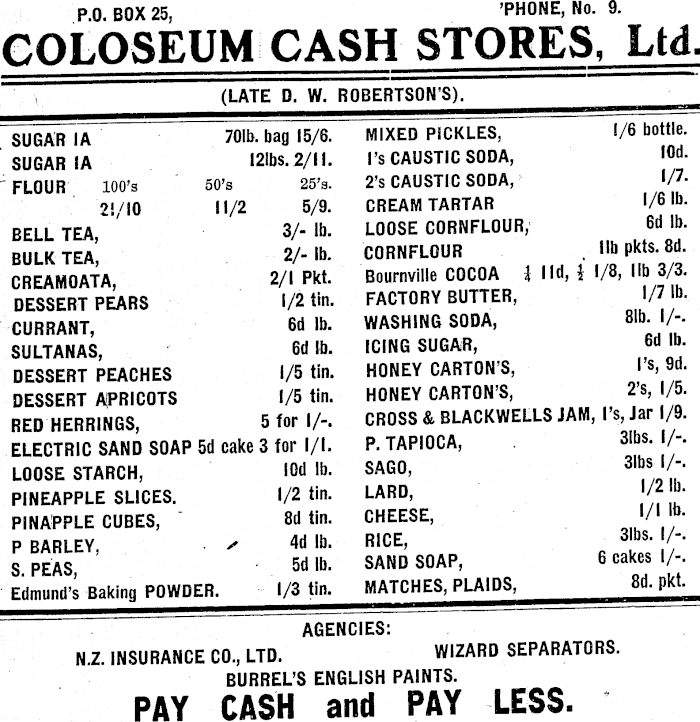 P.O. BOX 25, 'PHONE, No. 9.
COLOSEUM CASH STORES, Ltd.
(LATE D. W. ROBERTSON'S).
SUGAR 1A 70lb. bag 15/6.
SUGAR 1A 12lbs. 2/11.
FLOUR 100's 50's 25's.
21/10 11/2 5/9.
BELL TEA, 3/- lb.
BULK TEA, 2/- lb.
CREAMOATA, 2/1 Pkt.
DESSERT PEARS 1/2 tin.
CURRANT, 6d lb.
SULTANAS, 6d lb.
DESSERT PEACHES 1/5 tin.
DESSERT APRICOTS 1/5 tin.
RED HERRINGS, 5 for 1/-.
ELECTRIC SAND SOAP 5d cake 3 for 1/1.
LOOSE STARCH, 10d lb.
PINEAPPLE SLICES. 1/2 tin.
PINAPPLE CUBES, 8d tin.
P BARLEY, 4d lb.
S. PEAS, 5d lb.
Edmund's Baking POWDER. 1/3 tin.
MIXED PICKLES, 1/6 bottle.
1's CAUSTIC SODA, 10d.
2's CAUSTIC SODA, 1/7.
CREAM TARTAR 1/6 lb.
LOOSE CORNFLOUR, 6d lb.
CORNFLOUR 1lb pkts. 8d.
Bournville COCOA ¼ 11d, ½ 1/8, 1lb 3/3.
FACTORY BUTTER, 1/7 lb.
WASHING SODA, 8lb. 1/-.
ICING SUGAR, 6d lb.
HONEY CARTON'S, 1's, 9d.
HONEY CARTON'S, 2's, 1/5.
CROSS & BLACKWELLS JAM, 1's, Jar 1/9.
P. TAPIOCA, 3lbs. 1/-.
SAGO, 3lbs 1/-.
LARD, 1/2 lb.
CHEESE, 1/1 lb.
RICE, 3lbs. 1/-.
SAND SOAP, 6 cakes 1/-.
MATCHES, PLAIDS, 8d. pkt.
AGENCIES:
N.Z. INSURANCE CO., LTD. WIZARD SEPARATORS.
BURREL'S ENGLISH PAINTS.
PAY CASH and PAY LESS.